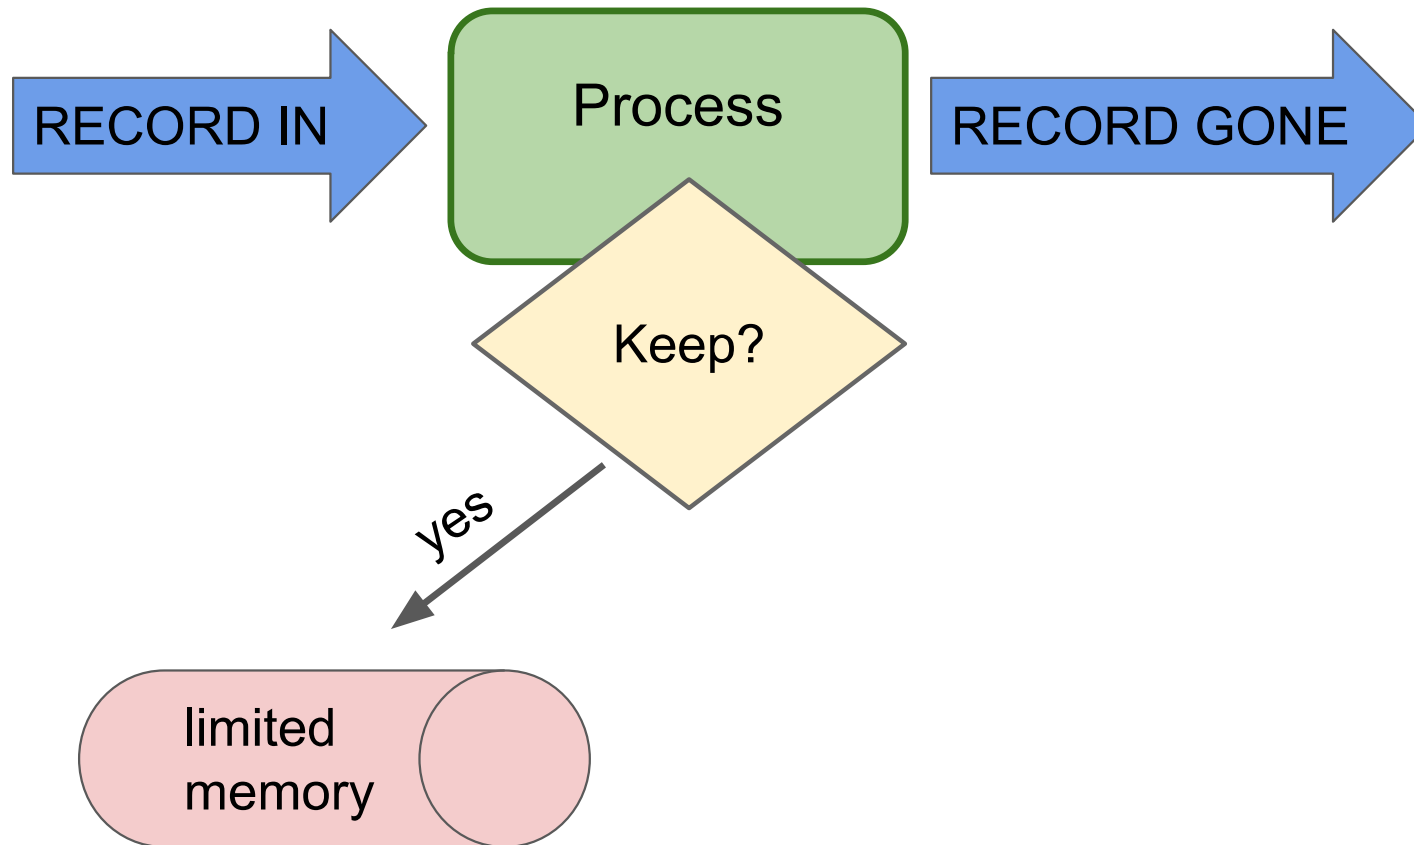 RECORD IN
Process
RECORD GONE
Keep?
yes
limited
memory